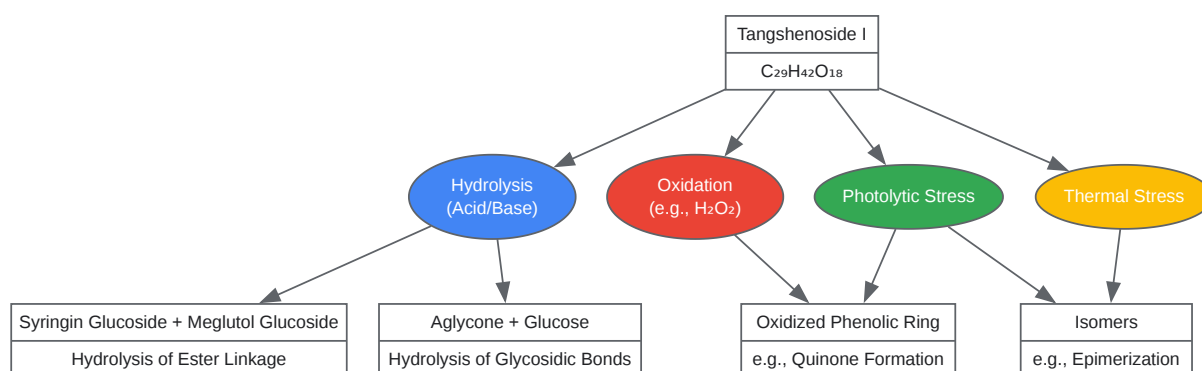 Tangshenoside I
C₂₉H₄₂O₁₈
Hydrolysis
(Acid/Base)
Oxidation
(e.g., H₂O₂)
Photolytic Stress
Thermal Stress
Syringin Glucoside + Meglutol Glucoside
Hydrolysis of Ester Linkage
Aglycone + Glucose
Hydrolysis of Glycosidic Bonds
Oxidized Phenolic Ring
e.g., Quinone Formation
Isomers
e.g., Epimerization